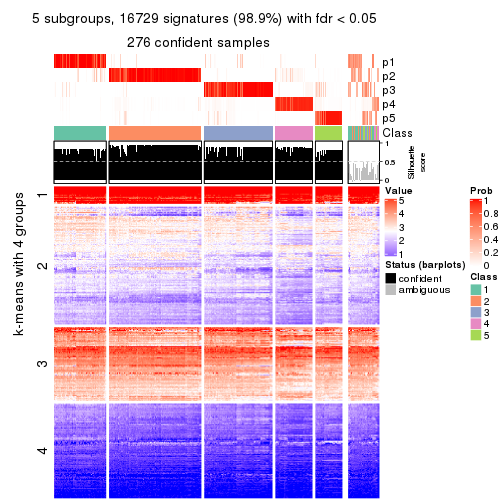 5 subgroups, 16729 signatures (98.9%) with fdr < 0.05
276 confident samples
p1
p2
p3
p4
p5
Class
1
0.5
0
Silhouette
score
k-means with 4 groups
1
2
3
4
Value
5
4
3
2
1
Status (barplots)
confident
ambiguous
Prob
1
0.8
0.6
0.4
0.2
0
Class
1
2
3
4
5